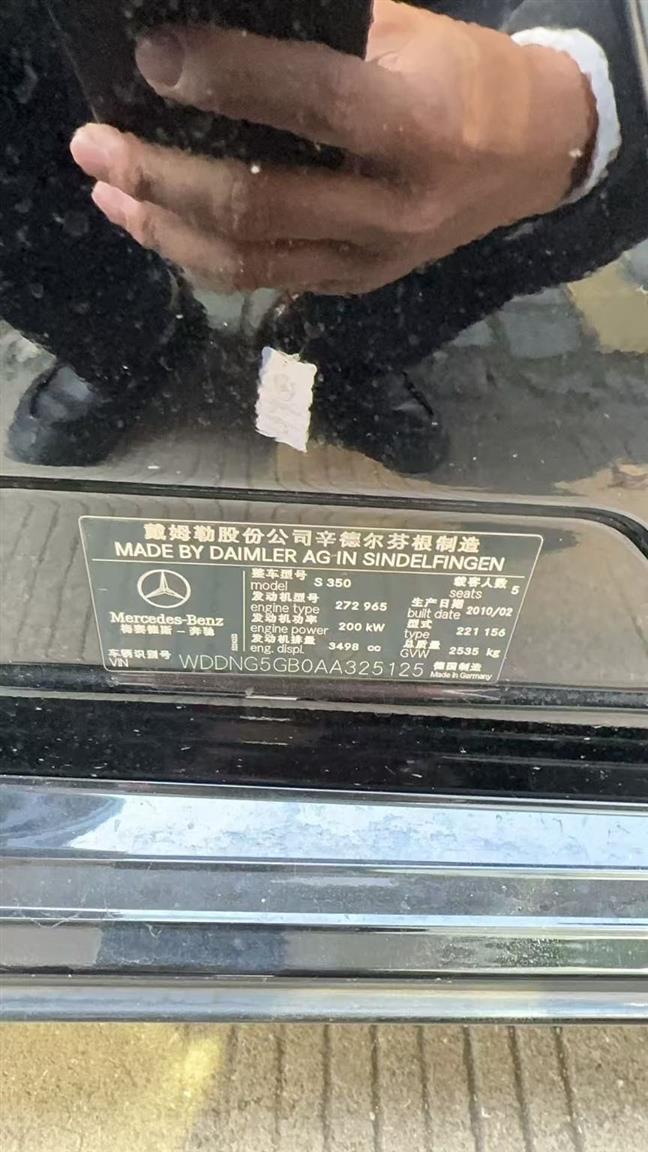 戴姆勒股份公司辛德尔芬根制造
MADE BY DAIMLER AG IN SINDELFINGEN
Mercedes-Benz
梅赛德斯-奔驰
整车型号
model S 350
载客人数
seats 5
发动机型号
engine type 272 965
生产日期
built date 2010/02
发动机功率
engine power 200 kW
型式
type 221 156
发动机排量
eng. displ. 3498 cc
总质量
GVW 2535 kg
车辆识别号
VIN WDDNG5GB0AA325125
德国制造
Made in Germany